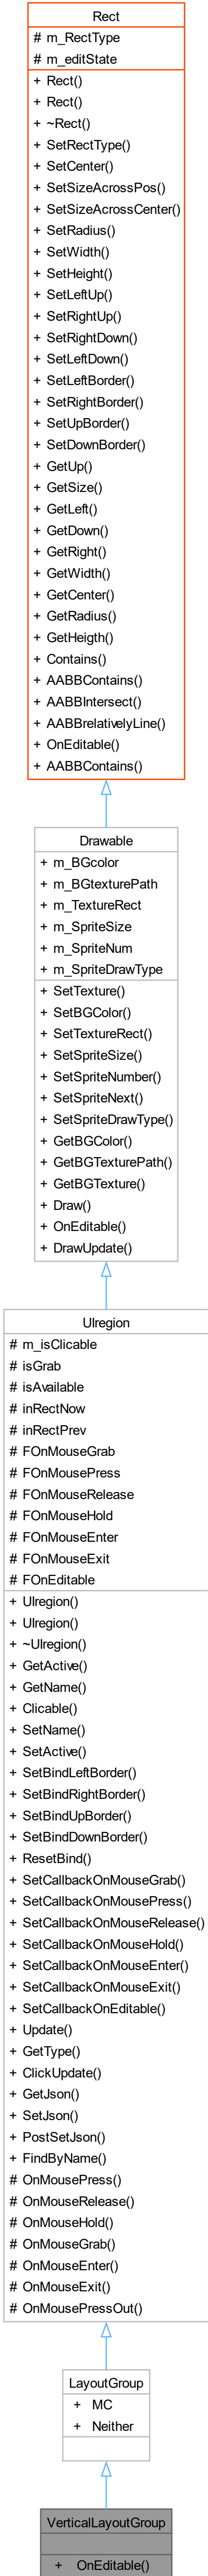 Rect
# m_RectType
# m_editState
+ Rect()
+ Rect()
+ ~Rect()
+ SetRectType()
+ SetCenter()
+ SetSizeAcrossPos()
+ SetSizeAcrossCenter()
+ SetRadius()
+ SetWidth()
+ SetHeight()
+ SetLeftUp()
+ SetRightUp()
+ SetRightDown()
+ SetLeftDown()
+ SetLeftBorder()
+ SetRightBorder()
+ SetUpBorder()
+ SetDownBorder()
+ GetUp()
+ GetSize()
+ GetLeft()
+ GetDown()
+ GetRight()
+ GetWidth()
+ GetCenter()
+ GetRadius()
+ GetHeigth()
+ Contains()
+ AABBContains()
+ AABBIntersect()
+ AABBrelativelyLine()
+ OnEditable()
+ AABBContains()
Drawable
+ m_BGcolor
+ m_BGtexturePath
+ m_TextureRect
+ m_SpriteSize
+ m_SpriteNum
+ m_SpriteDrawType
+ SetTexture()
+ SetBGColor()
+ SetTextureRect()
+ SetSpriteSize()
+ SetSpriteNumber()
+ SetSpriteNext()
+ SetSpriteDrawType()
+ GetBGColor()
+ GetBGTexturePath()
+ GetBGTexture()
+ Draw()
+ OnEditable()
+ DrawUpdate()
UIregion
# m_isClicable
# isGrab
# isAvailable
# inRectNow
# inRectPrev
# FOnMouseGrab
# FOnMousePress
# FOnMouseRelease
# FOnMouseHold
# FOnMouseEnter
# FOnMouseExit
# FOnEditable
+ UIregion()
+ UIregion()
+ ~UIregion()
+ GetActive()
+ GetName()
+ Clicable()
+ SetName()
+ SetActive()
+ SetBindLeftBorder()
+ SetBindRightBorder()
+ SetBindUpBorder()
+ SetBindDownBorder()
+ ResetBind()
+ SetCallbackOnMouseGrab()
+ SetCallbackOnMousePress()
+ SetCallbackOnMouseRelease()
+ SetCallbackOnMouseHold()
+ SetCallbackOnMouseEnter()
+ SetCallbackOnMouseExit()
+ SetCallbackOnEditable()
+ Update()
+ GetType()
+ ClickUpdate()
+ GetJson()
+ SetJson()
+ PostSetJson()
+ FindByName()
# OnMousePress()
# OnMouseRelease()
# OnMouseHold()
# OnMouseGrab()
# OnMouseEnter()
# OnMouseExit()
# OnMousePressOut()
LayoutGroup
+ MC
+ Neither
VerticalLayoutGroup
+ OnEditable()